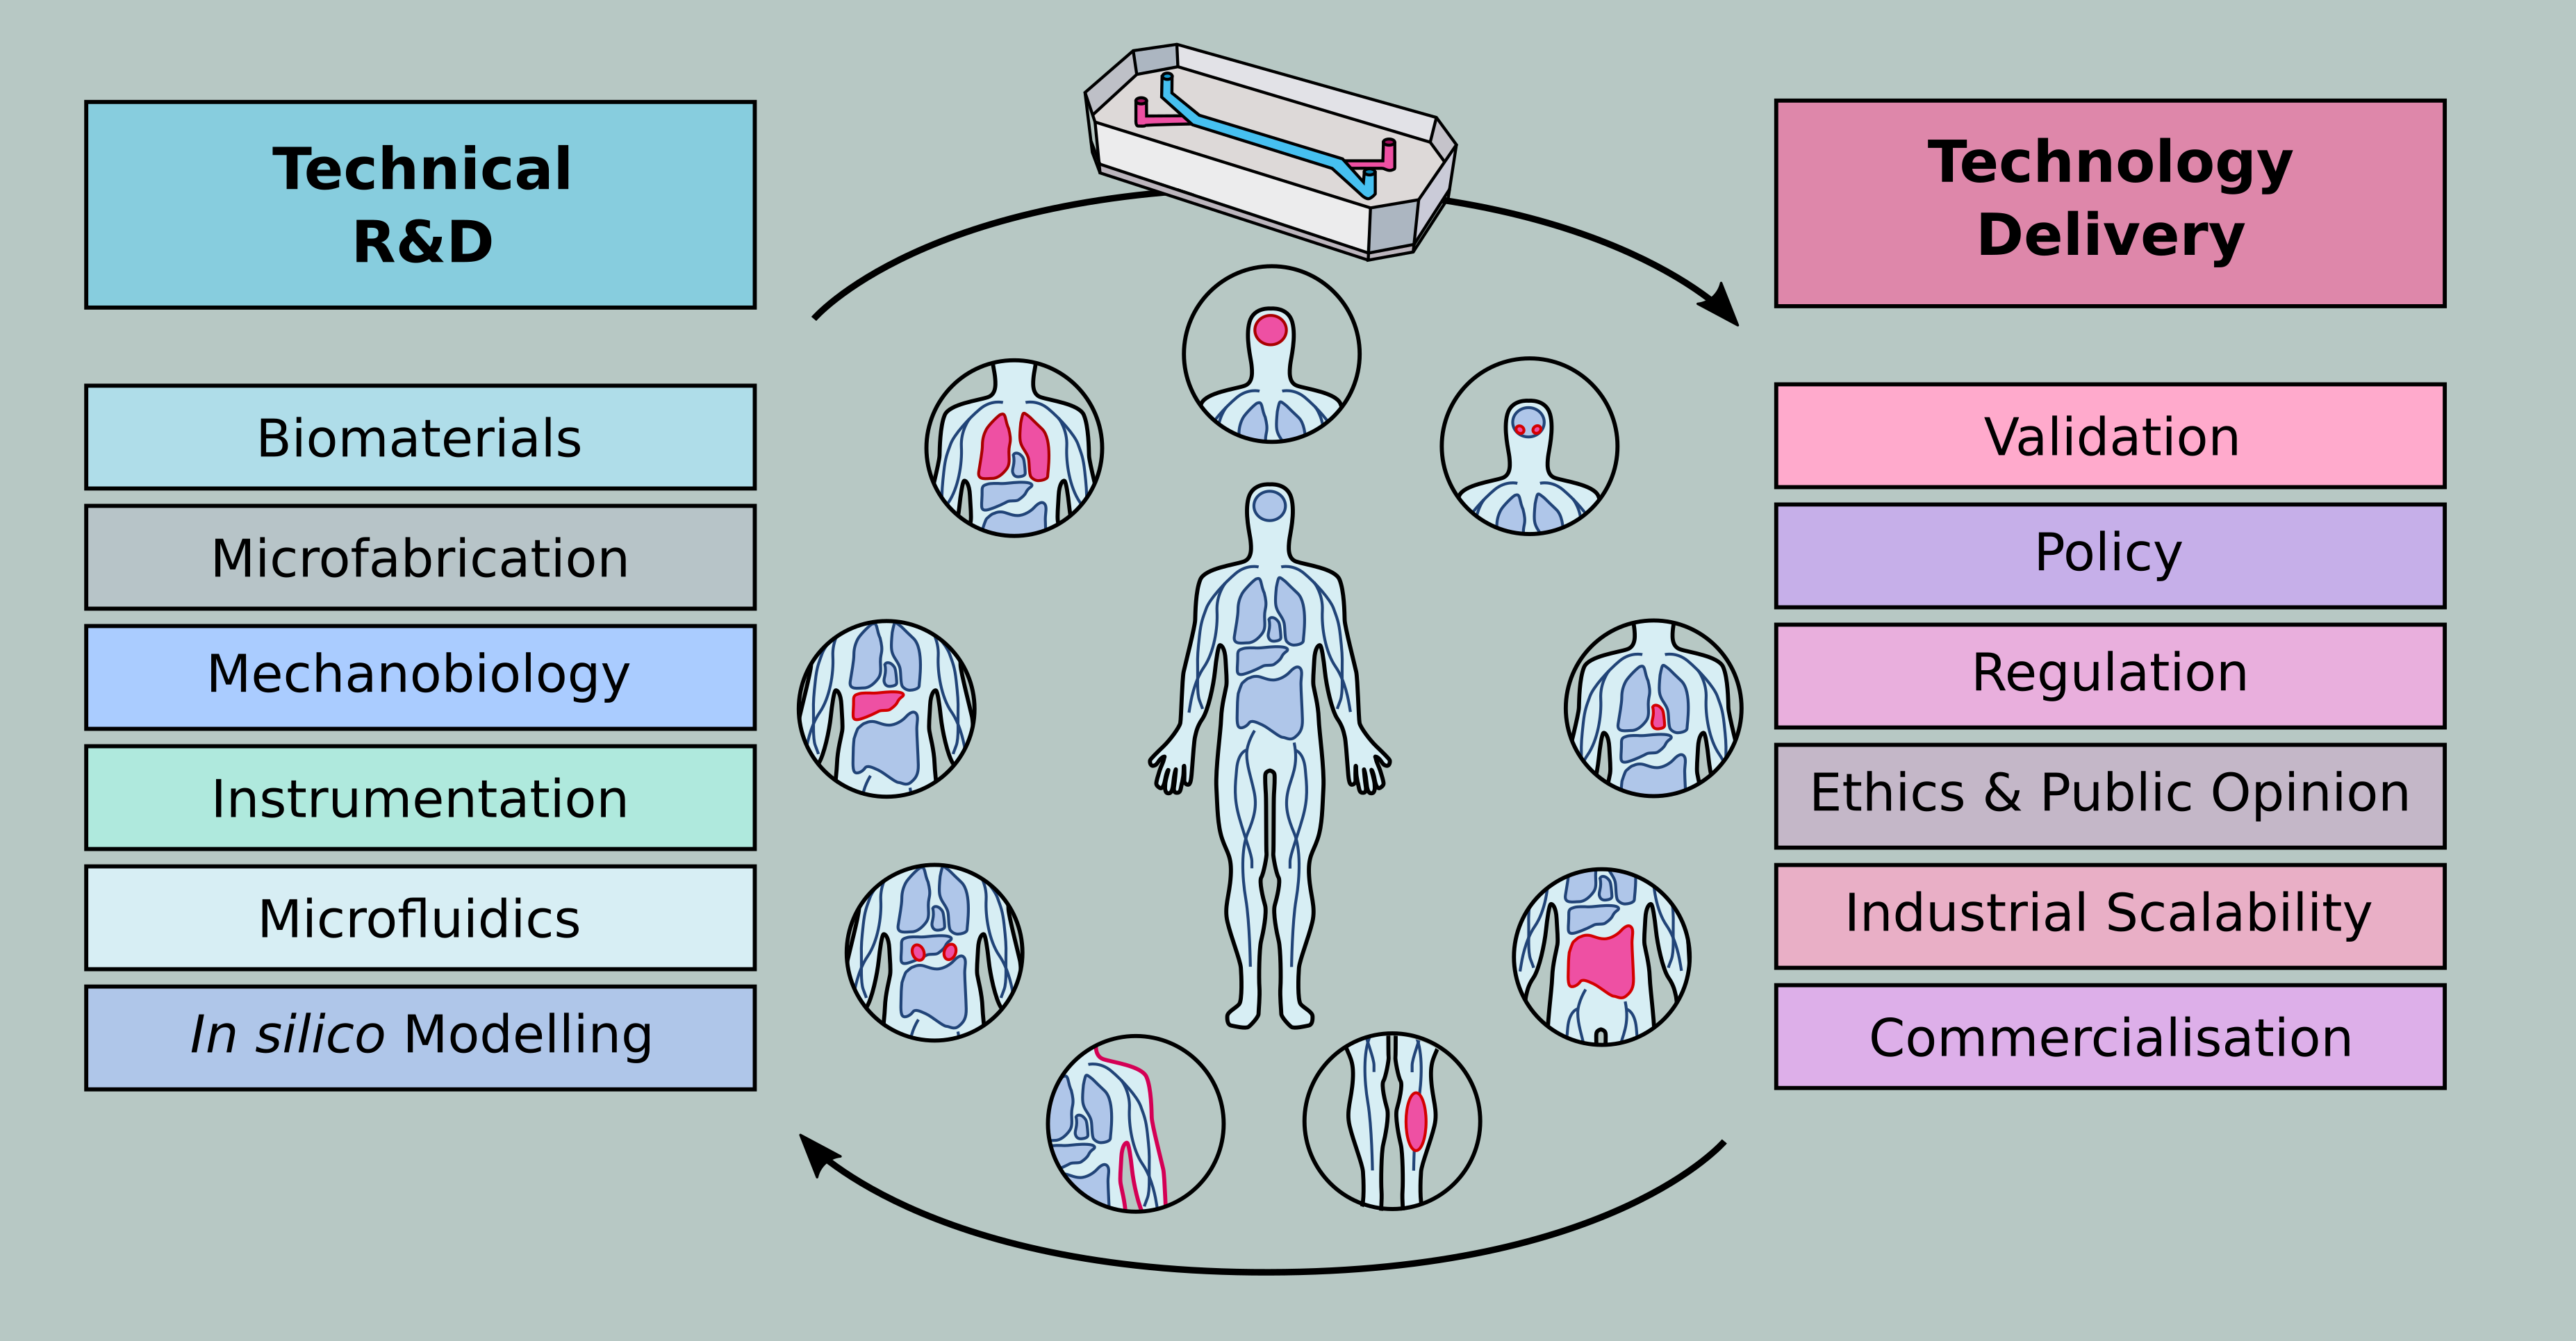 Technical
R&D
Biomaterials
Microfabrication
Mechanobiology
Instrumentation
Microfluidics
In silico Modelling
Technology
Delivery
Validation
Policy
Regulation
Ethics & Public Opinion
Industrial Scalability
Commercialisation